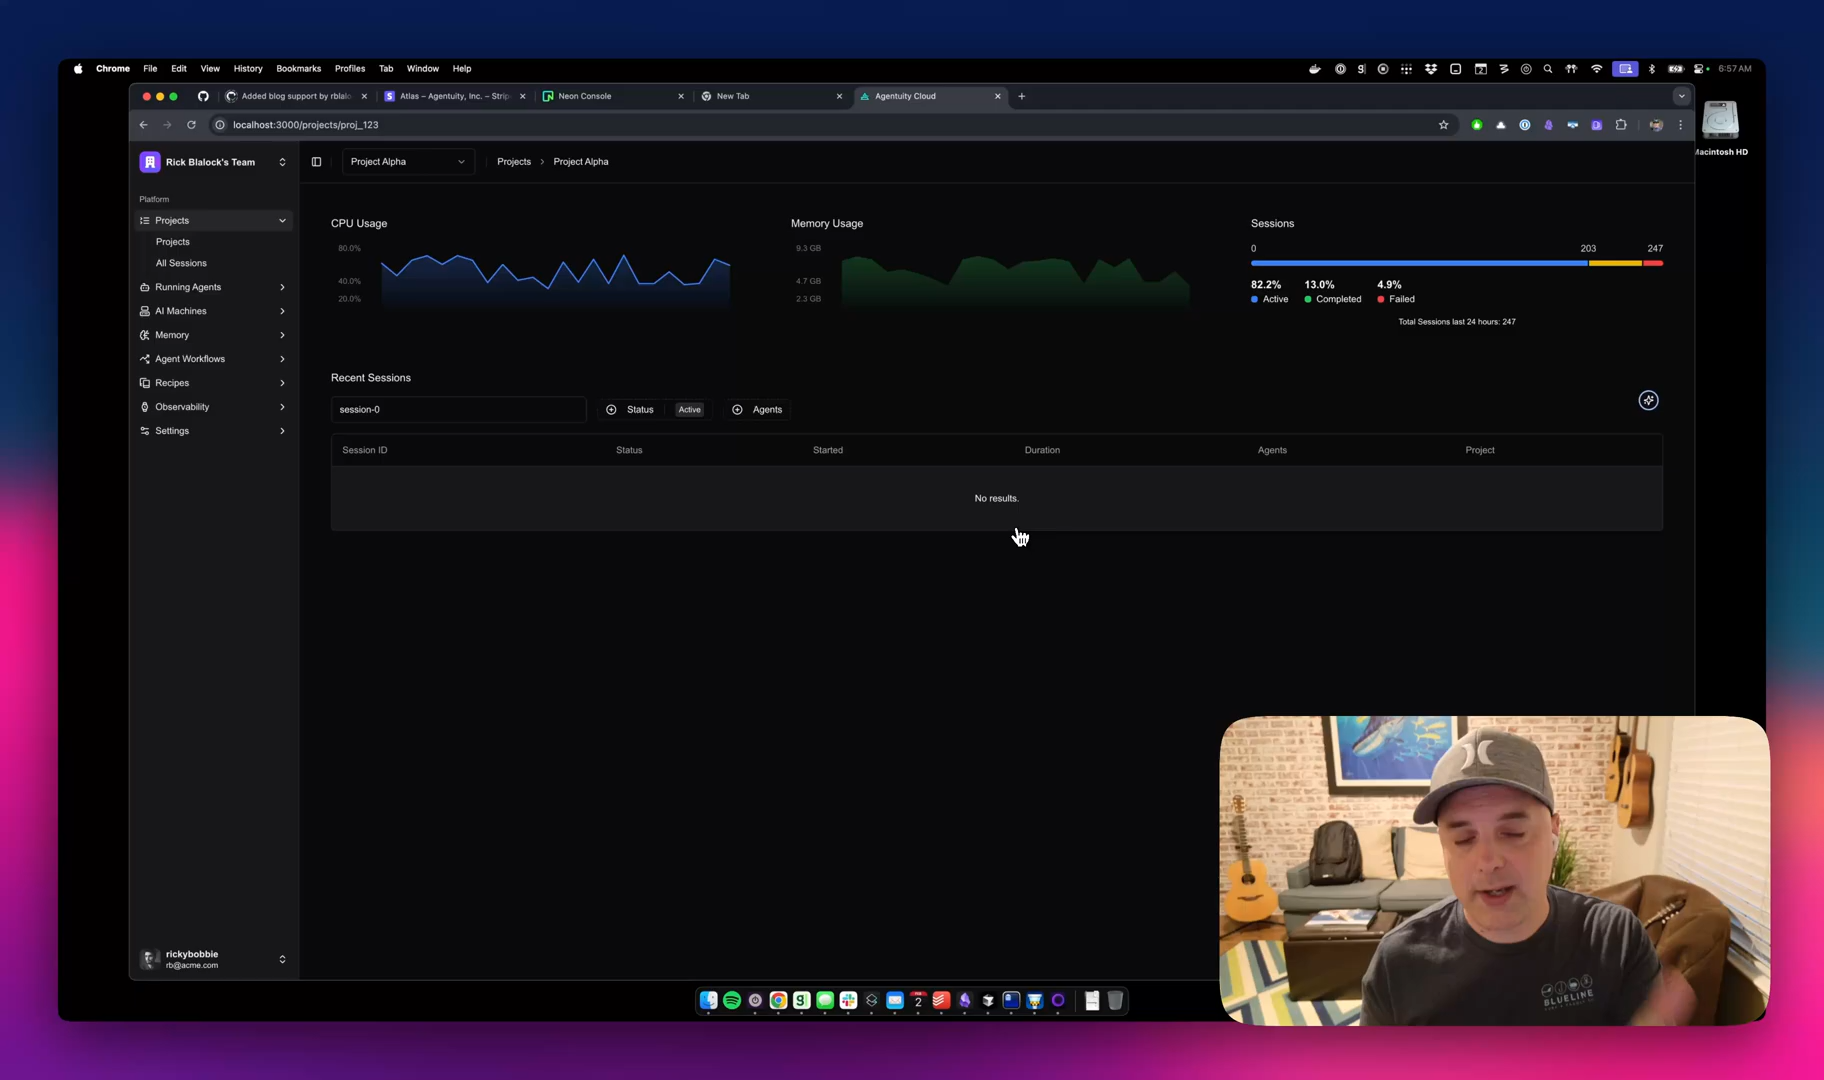 Chrome File Edit View History Bookmarks Profiles Tab Window Help
6:57AM
Added blog support by rblalo
Atlas – Agentuity, Inc. – Strip
Neon Console
New Tab
Agentuity Cloud
localhost:3000/projects/proj_123
Macintosh HD
Rick Blalock's Team
Project Alpha
Projects > Project Alpha
Platform
Projects
Projects
All Sessions
Running Agents
AI Machines
Memory
Agent Workflows
Recipes
Observability
Settings
CPU Usage
80.0%
40.0%
20.0%
Memory Usage
9.3 GB
4.7 GB
2.3 GB
Sessions
0 203 247
82.2% 13.0% 4.9%
Active Completed Failed
Total Sessions last 24 hours: 247
Recent Sessions
session-0
Status Active
Agents
Session ID Status Started Duration Agents Project
No results.
rickybobbie
rb@acme.com
BLUELINE